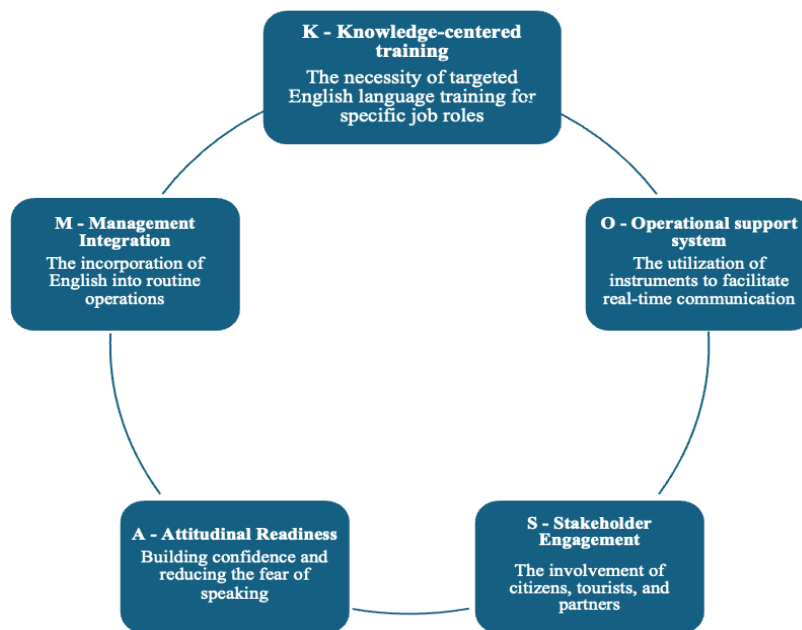 K - Knowledge-centered
training
The necessity of targeted
English language training for
specific job roles
O - Operational support
system
The utilization of
instruments to facilitate
real-time communication
S - Stakeholder
Engagement
The involvement of
citizens, tourists, and
partners
A - Attitudinal Readiness
Building confidence and
reducing the fear of
speaking
M - Management
Integration
The incorporation of
English into routine
operations